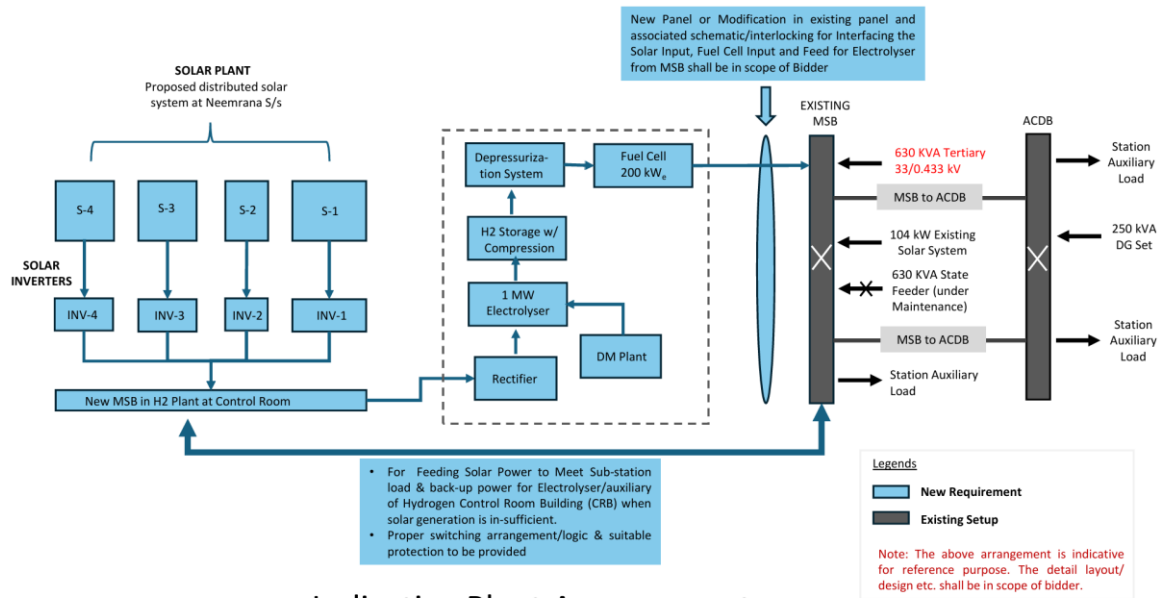 New Panel or Modification in existing panel and
associated schematic/interlocking for Interfacing the
Solar Input, Fuel Cell Input and Feed for Electrolyser
from MSB shall be in scope of Bidder
SOLAR PLANT
Proposed distributed solar
system at Neemrana S/s
S-4
S-3
S-2
S-1
SOLAR
INVERTERS
INV-4
INV-3
INV-2
INV-1
New MSB in H2 Plant at Control Room
Depressuriza-
tion System
Fuel Cell
200 kWe
H2 Storage w/
Compression
1 MW
Electrolyser
DM Plant
Rectifier
EXISTING
MSB
ACDB
630 KVA Tertiary
33/0.433 kV
Station
Auxiliary
Load
MSB to ACDB
104 kW Existing
Solar System
250 kVA
DG Set
630 KVA State
Feeder (under
Maintenance)
MSB to ACDB
Station
Auxiliary
Load
Station Auxiliary
Load
• For Feeding Solar Power to Meet Sub-station
load & back-up power for Electrolyser/auxiliary
of Hydrogen Control Room Building (CRB) when
solar generation is in-sufficient.
• Proper switching arrangement/logic & suitable
protection to be provided
Legends
New Requirement
Existing Setup
Note: The above arrangement is indicative
for reference purpose. The detail layout/
design etc. shall be in scope of bidder.